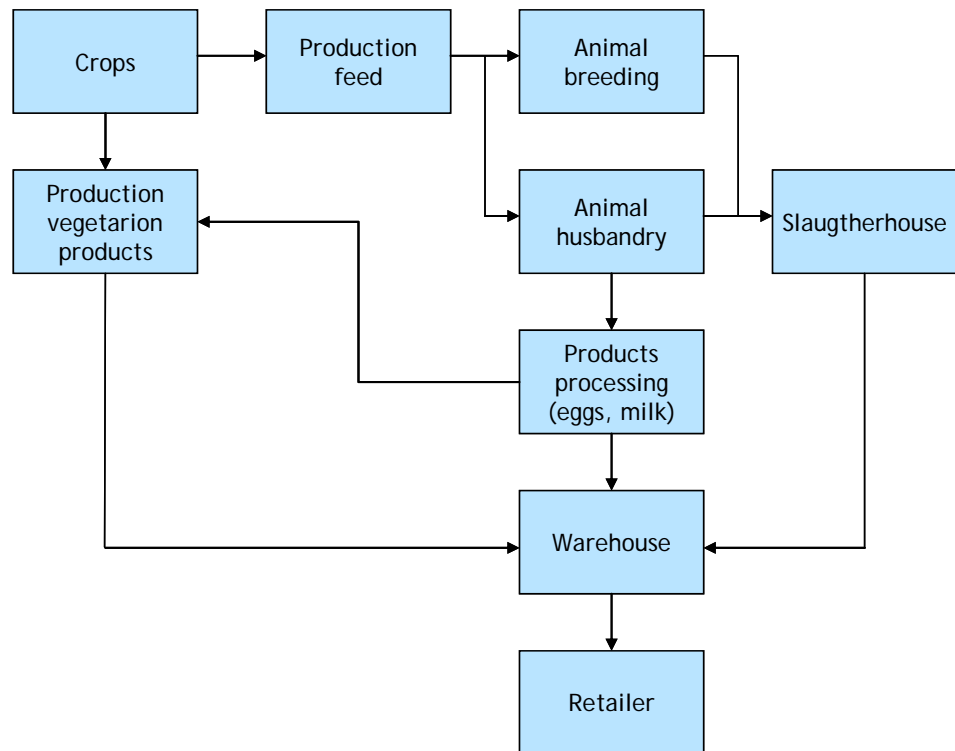 Crops
Production
feed
Animal
breeding
Production
vegetarion
products
Animal
husbandry
Slaugtherhouse
Products
processing
(eggs, milk)
Warehouse
Retailer